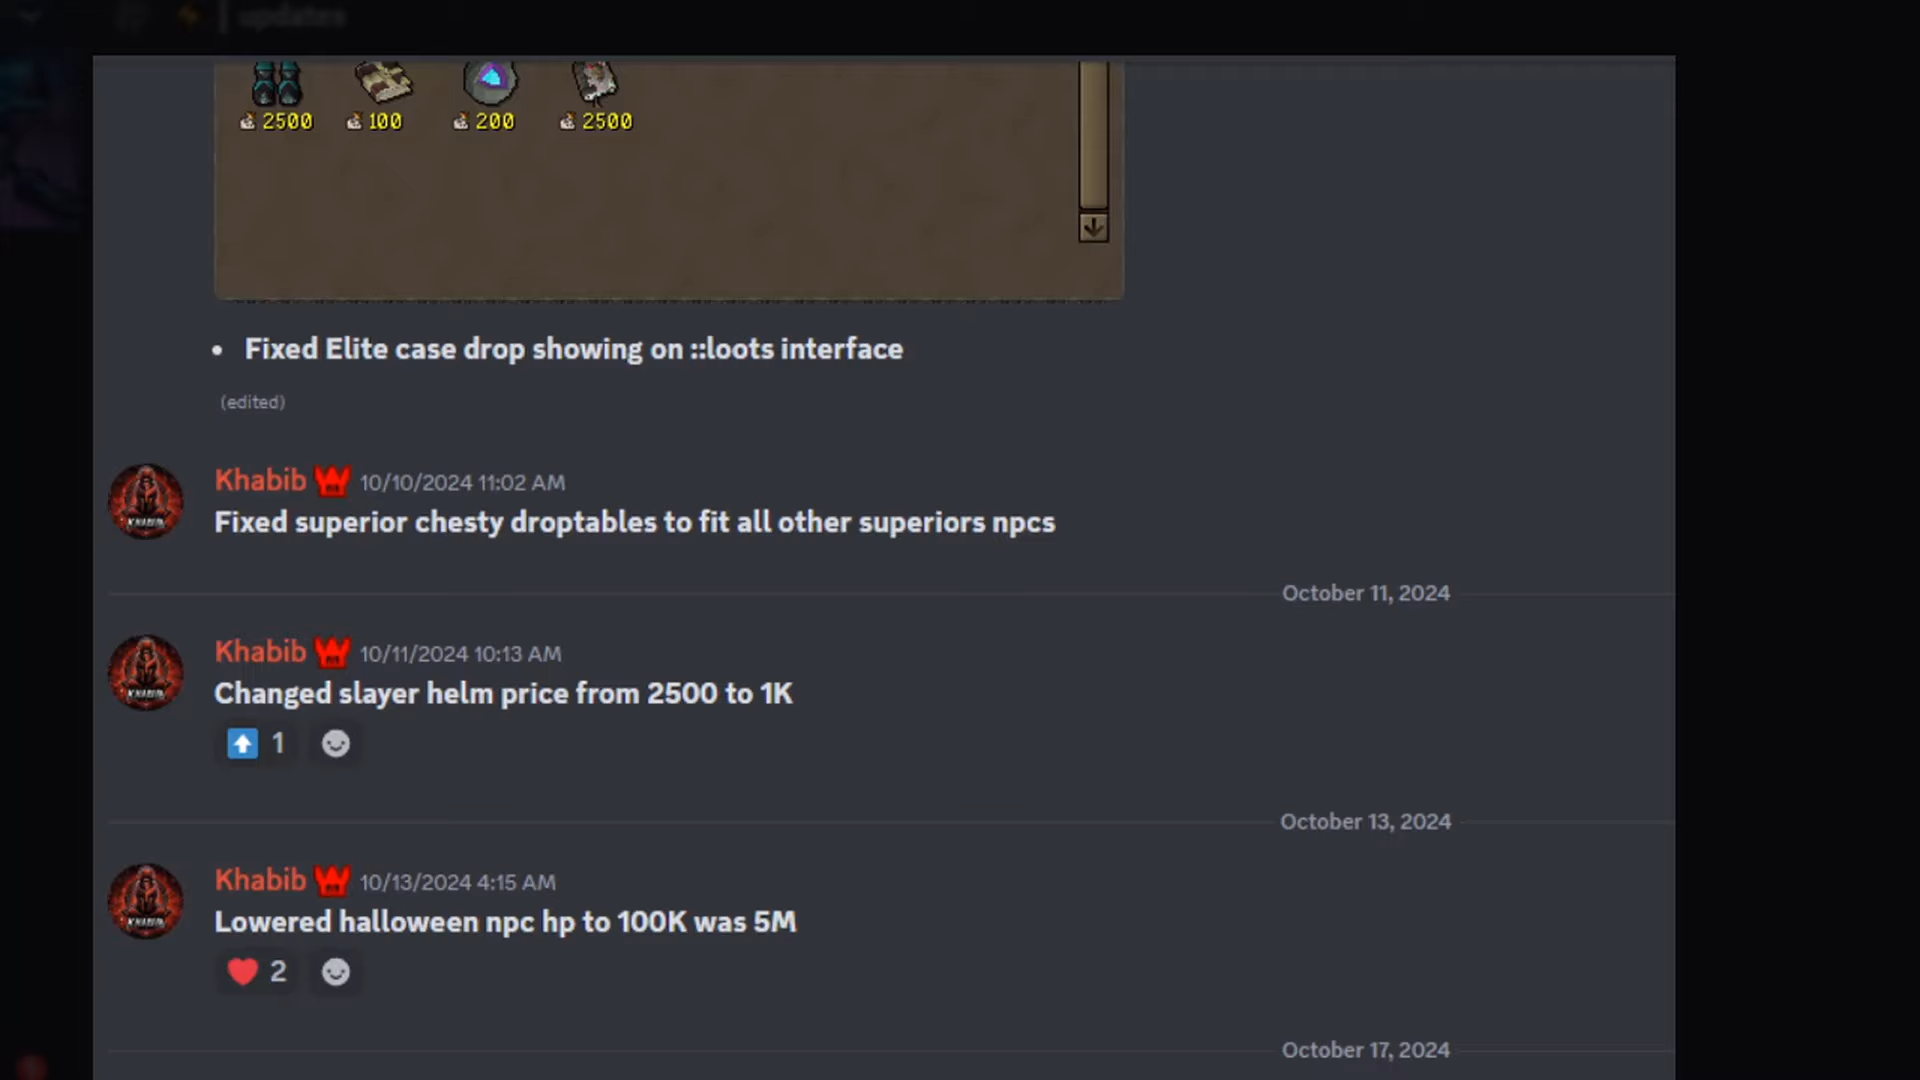 updates
2500 100 200 2500
• Fixed Elite case drop showing on ::loots interface
(edited)
Khabib 10/10/2024 11:02 AM
Fixed superior chesty droptables to fit all other superiors npcs
October 11, 2024
Khabib 10/11/2024 10:13 AM
Changed slayer helm price from 2500 to 1K
1
October 13, 2024
Khabib 10/13/2024 4:15 AM
Lowered halloween npc hp to 100K was 5M
2
October 17, 2024